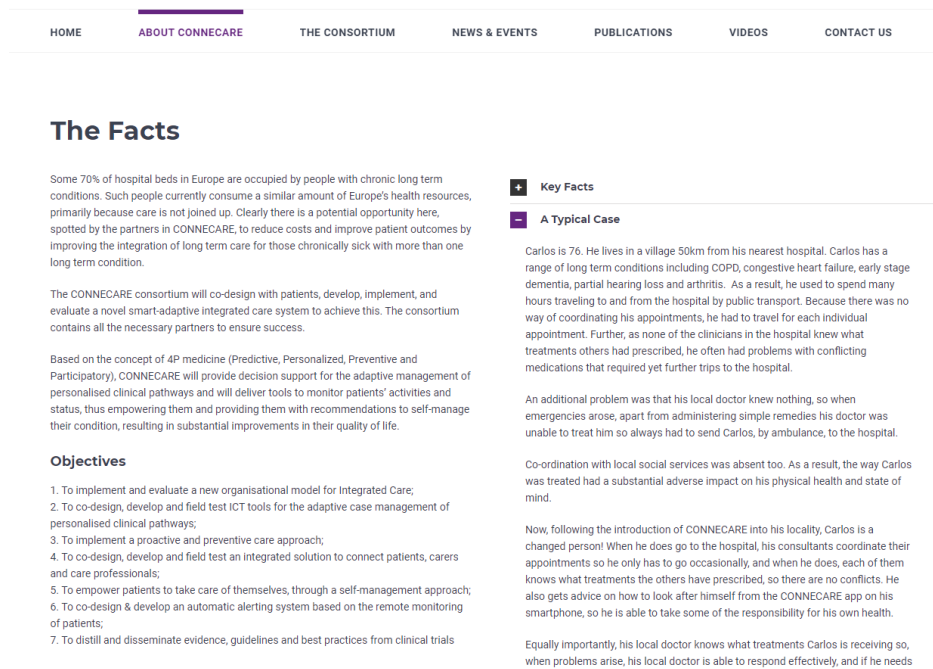 HOME
ABOUT CONNECARE
THE CONSORTIUM
NEWS & EVENTS
PUBLICATIONS
VIDEOS
CONTACT US
The Facts
Some 70% of hospital beds in Europe are occupied by people with chronic long term
conditions. Such people currently consume a similar amount of Europe's health resources,
primarily because care is not joined up. Clearly there is a potential opportunity here,
spotted by the partners in CONNECARE, to reduce costs and improve patient outcomes by
improving the integration of long term care for those chronically sick with more than one
long term condition.
The CONNECARE consortium will co-design with patients, develop, implement, and
evaluate a novel smart-adaptive integrated care system to achieve this. The consortium
contains all the necessary partners to ensure success.
Based on the concept of 4P medicine (Predictive, Personalized, Preventive and
Participatory), CONNECARE will provide decision support for the adaptive management of
personalised clinical pathways and will deliver tools to monitor patients' activities and
status, thus empowering them and providing them with recommendations to self-manage
their condition, resulting in substantial improvements in their quality of life.
Objectives
1. To implement and evaluate a new organisational model for Integrated Care;
2. To co-design, develop and field test ICT tools for the adaptive case management of
personalised clinical pathways;
3. To implement a proactive and preventive care approach;
4. To co-design, develop and field test an integrated solution to connect patients, carers
and care professionals;
5. To empower patients to take care of themselves, through a self-management approach;
6. To co-design & develop an automatic alerting system based on the remote monitoring
of patients;
7. To distill and disseminate evidence, guidelines and best practices from clinical trials
+ Key Facts
– A Typical Case
Carlos is 76. He lives in a village 50km from his nearest hospital. Carlos has a
range of long term conditions including COPD, congestive heart failure, early stage
dementia, partial hearing loss and arthritis.  As a result, he used to spend many
hours traveling to and from the hospital by public transport. Because there was no
way of coordinating his appointments, he had to travel for each individual
appointment. Further, as none of the clinicians in the hospital knew what
treatments others had prescribed, he often had problems with conflicting
medications that required yet further trips to the hospital.
An additional problem was that his local doctor knew nothing, so when
emergencies arose, apart from administering simple remedies his doctor was
unable to treat him so always had to send Carlos, by ambulance, to the hospital.
Co-ordination with local social services was absent too. As a result, the way Carlos
was treated had a substantial adverse impact on his physical health and state of
mind.
Now, following the introduction of CONNECARE into his locality, Carlos is a
changed person! When he does go to the hospital, his consultants coordinate their
appointments so he only has to go occasionally, and when he does, each of them
knows what treatments the others have prescribed, so there are no conflicts. He
also gets advice on how to look after himself from the CONNECARE app on his
smartphone, so he is able to take some of the responsibility for his own health.
Equally importantly, his local doctor knows what treatments Carlos is receiving so,
when problems arise, his local doctor is able to respond effectively, and if he needs